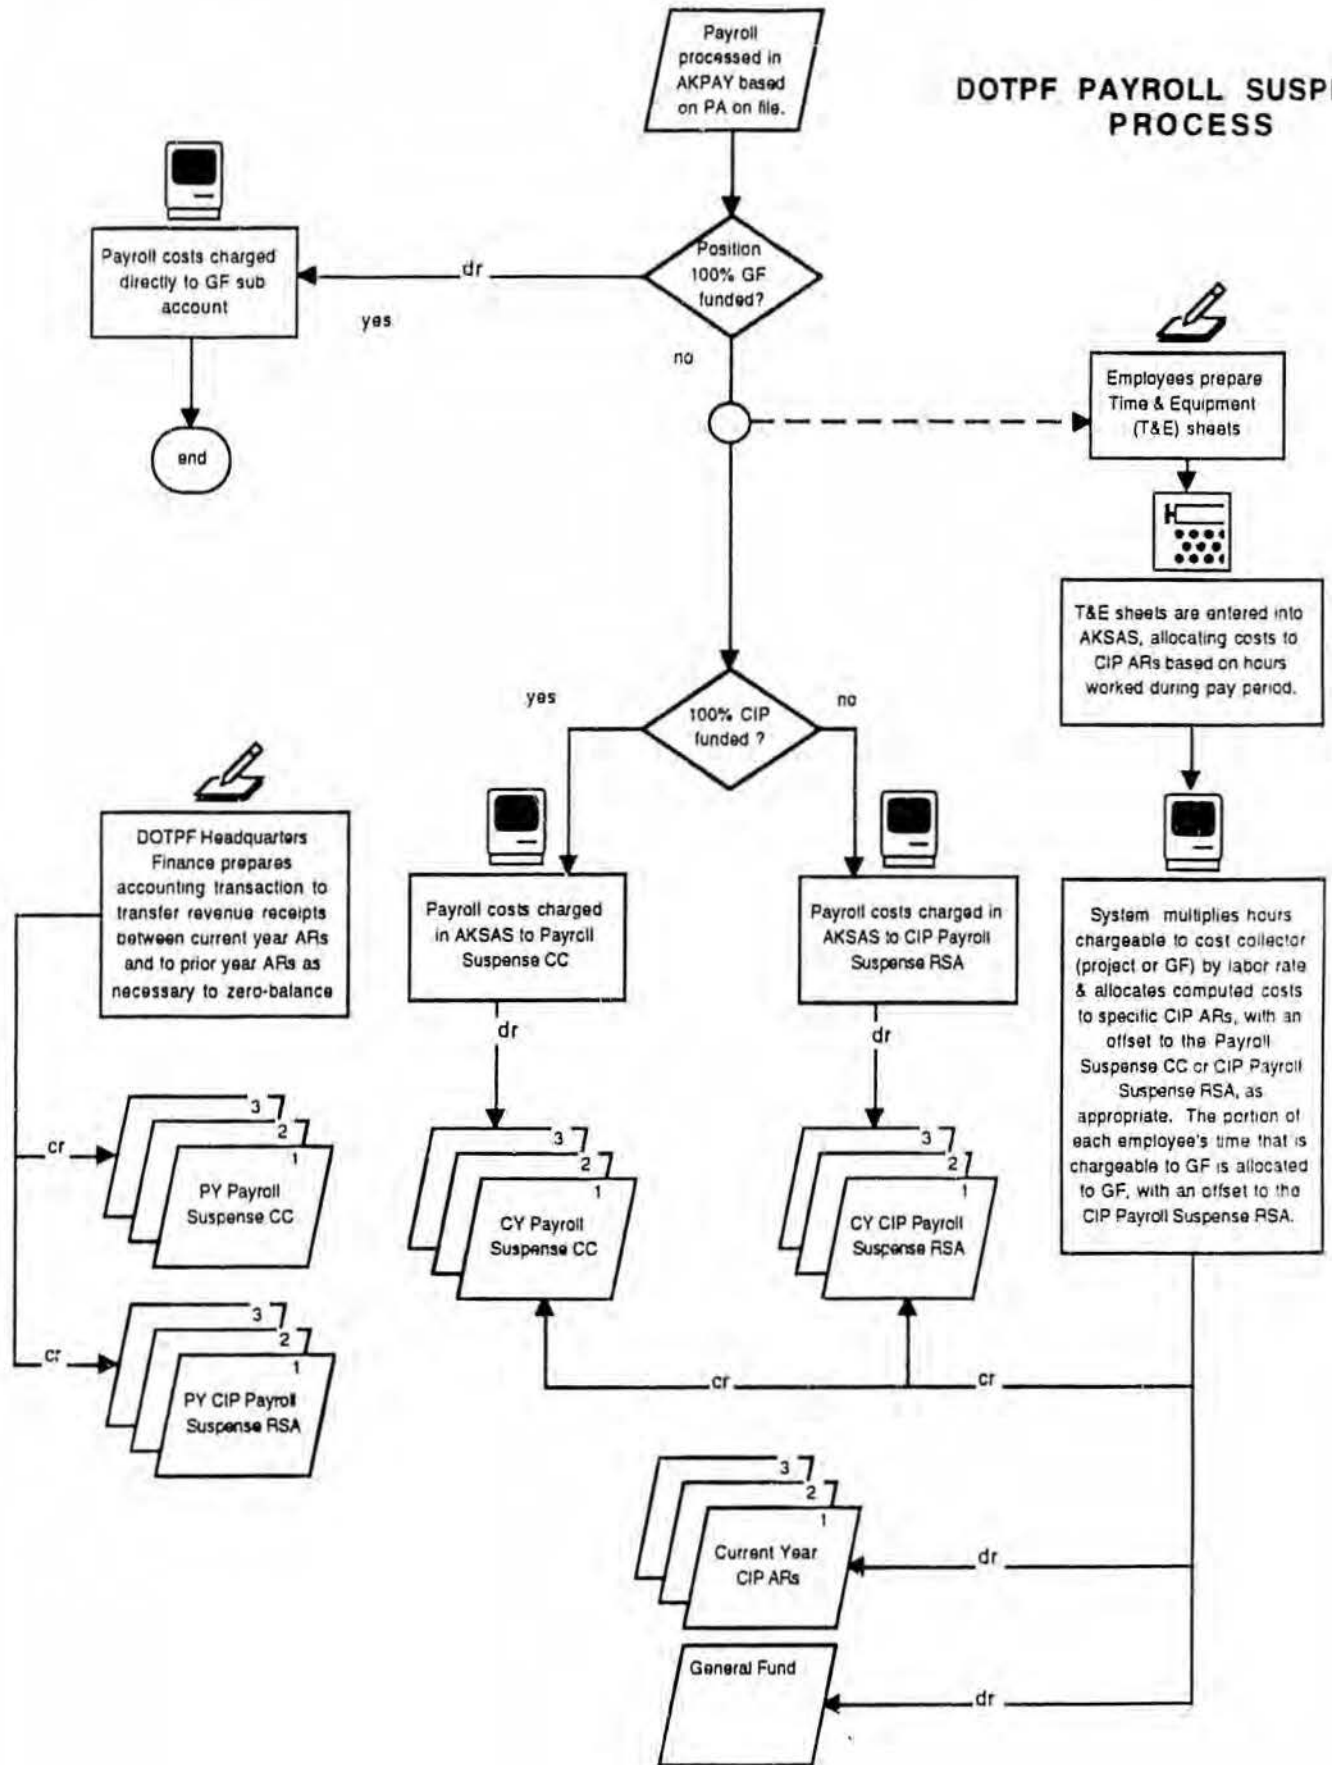 Payroll
processed in
AKPAY based
on PA on file.
DOTPF PAYROLL SUSP
PROCESS
Position
100% GF
funded?
dr
yes
no
Payroll costs charged
directly to GF sub
account
end
Employees prepare
Time & Equipment
(T&E) sheets
T&E sheets are entered into
AKSAS, allocating costs to
CIP ARs based on hours
worked during pay period.
100% CIP
funded ?
yes
no
DOTPF Headquarters
Finance prepares
accounting transaction to
transfer revenue receipts
between current year ARs
and to prior year ARs as
necessary to zero-balance
Payroll costs charged
in AKSAS to Payroll
Suspense CC
Payroll costs charged in
AKSAS to CIP Payroll
Suspense RSA
System multiplies hours
chargeable to cost collector
(project or GF) by labor rate
& allocates computed costs
to specific CIP ARs, with an
offset to the Payroll
Suspense CC or CIP Payroll
Suspense RSA, as
appropriate. The portion of
each employee's time that is
chargeable to GF is allocated
to GF, with an offset to the
CIP Payroll Suspense RSA.
dr
dr
cr
3
2
1
PY Payroll
Suspense CC
3
2
1
CY Payroll
Suspense CC
3
2
1
CY CIP Payroll
Suspense RSA
cr
3
2
1
PY CIP Payroll
Suspense RSA
cr
cr
3
2
1
Current Year
CIP ARs
dr
General Fund
dr